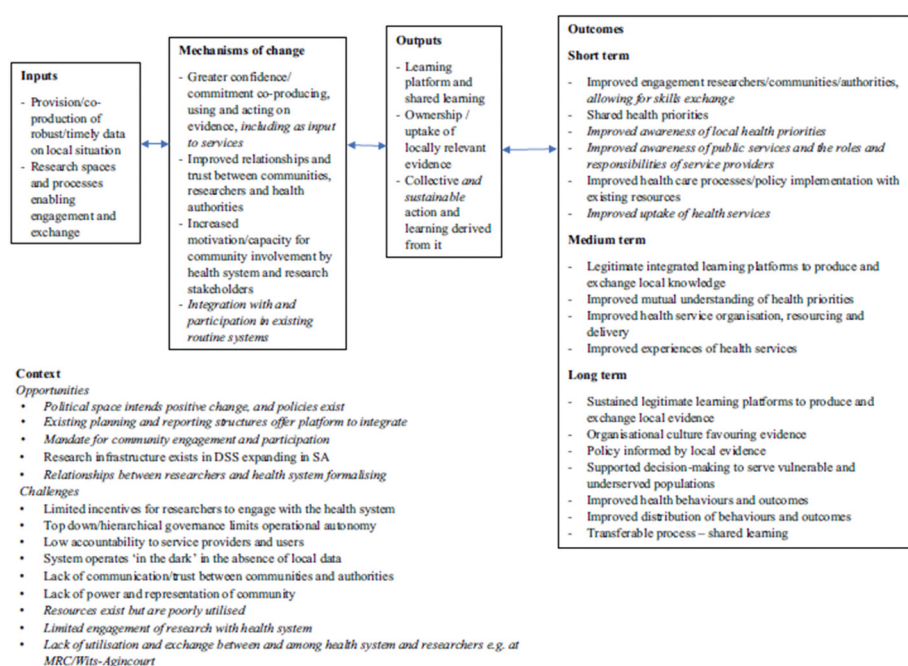 Inputs
- Provision/co-
production of
robust/timely data
on local situation
- Research spaces
and processes
enabling
engagement and
exchange
Mechanisms of change
- Greater confidence/
commitment co-producing,
using and acting on
evidence, including as input
to services
- Improved relationships and
trust between communities,
researchers and health
authorities
- Increased
motivation/capacity for
community involvement by
health system and research
stakeholders
- Integration with and
participation in existing
routine systems
Outputs
- Learning
platform and
shared learning
- Ownership /
uptake of
locally relevant
evidence
- Collective and
sustainable
action and
learning derived
from it
Outcomes
Short term
- Improved engagement researchers/communities/authorities,
allowing for skills exchange
- Shared health priorities
- Improved awareness of local health priorities
- Improved awareness of public services and the roles and
responsibilities of service providers
- Improved health care processes/policy implementation with
existing resources
- Improved uptake of health services
Medium term
- Legitimate integrated learning platforms to produce and
exchange local knowledge
- Improved mutual understanding of health priorities
- Improved health service organisation, resourcing and
delivery
- Improved experiences of health services
Long term
- Sustained legitimate learning platforms to produce and
exchange local evidence
- Organisational culture favouring evidence
- Policy informed by local evidence
- Supported decision-making to serve vulnerable and
underserved populations
- Improved health behaviours and outcomes
- Improved distribution of behaviours and outcomes
- Transferable process – shared learning
Context
Opportunities
• Political space intends positive change, and policies exist
• Existing planning and reporting structures offer platform to integrate
• Mandate for community engagement and participation
• Research infrastructure exists in DSS expanding in SA
• Relationships between researchers and health system formalising
Challenges
• Limited incentives for researchers to engage with the health system
• Top down/hierarchical governance limits operational autonomy
• Low accountability to service providers and users
• System operates ‘in the dark’ in the absence of local data
• Lack of communication/trust between communities and authorities
• Lack of power and representation of community
• Resources exist but are poorly utilised
• Limited engagement of research with health system
• Lack of utilisation and exchange between and among health system and researchers e.g. at
MRC/Wits-Agincourt